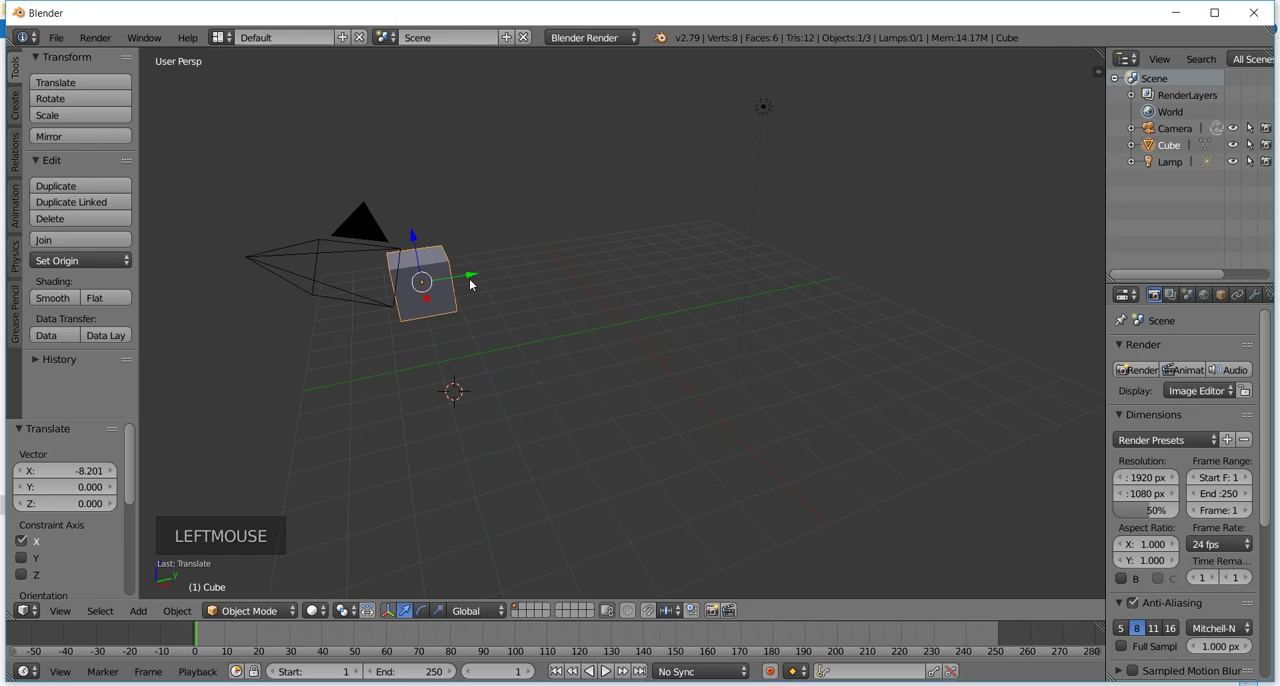 Blender
File Render Window Help Default Scene Blender Render v2.79 | Verts:8 | Faces:6 | Tris:12 | Objects:1/3 | Lamps:0/1 | Mem:14.17M | Cube
Tools
Create
Relations
Animation
Physics
Grease Pencil
Transform
Translate
Rotate
Scale
Mirror
Edit
Duplicate
Duplicate Linked
Delete
Join
Set Origin
Shading:
Smooth Flat
Data Transfer:
Data Data Lay
History
Translate
Vector
X: -8.201
Y: 0.000
Z: 0.000
Constraint Axis
X
Y
Z
Orientation
User Persp
LEFTMOUSE
Last: Translate
y
(1) Cube
View Select Add Object Object Mode Global
View Search All Scenes
Scene
RenderLayers
World
Camera
Cube
Lamp
Scene
Render
Render Animat Audio
Display: Image Editor
Dimensions
Render Presets
Resolution: Frame Range:
: 1920 px Start F: 1
: 1080 px End :250
50% Frame: 1
Aspect Ratio: Frame Rate:
X: 1.000 24 fps
Y: 1.000 Time Rema...
B C 1 1
Anti-Aliasing
5 8 11 16 Mitchell-N
Full Sampl 1.000 px
Sampled Motion Blur
-50 -40 -30 -20 -10 0 10 20 30 40 50 60 70 80 90 100 110 120 130 140 150 160 170 180 190 200 210 220 230 240 250 260 270 280
View Marker Frame Playback Start: 1 End: 250 1 No Sync